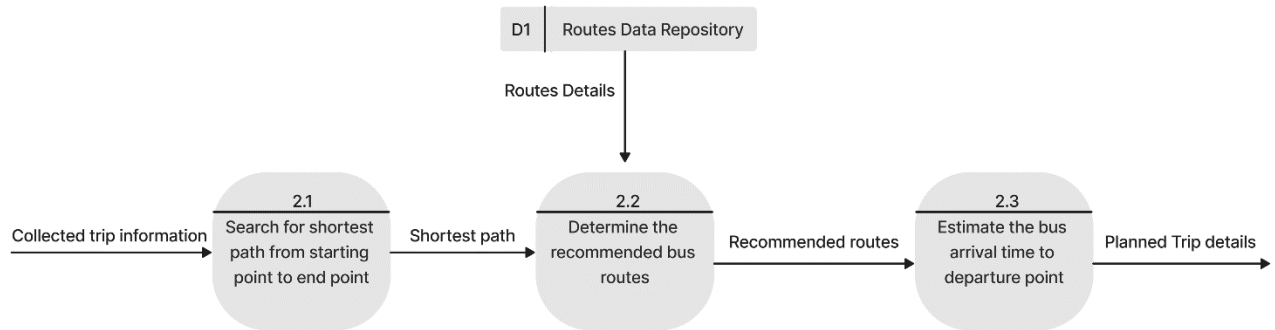 D1 Routes Data Repository
Routes Details
Collected trip information
2.1
Search for shortest
path from starting
point to end point
Shortest path
2.2
Determine the
recommended bus
routes
Recommended routes
2.3
Estimate the bus
arrival time to
departure point
Planned Trip details